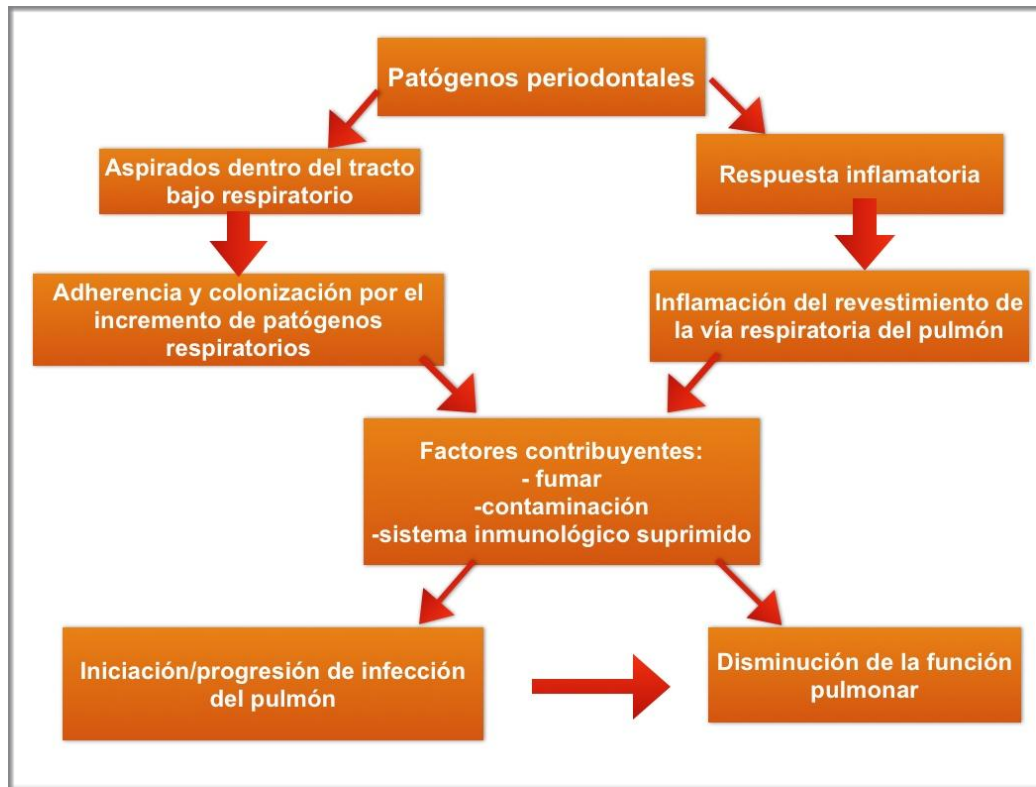 Patógenos periodontales
Aspirados dentro del tracto
bajo respiratorio
Respuesta inflamatoria
Adherencia y colonización por el
incremento de patógenos
respiratorios
Inflamación del revestimiento de
la vía respiratoria del pulmón
Factores contribuyentes:
- fumar
-contaminación
-sistema inmunológico suprimido
Iniciación/progresión de infección
del pulmón
Disminución de la función
pulmonar